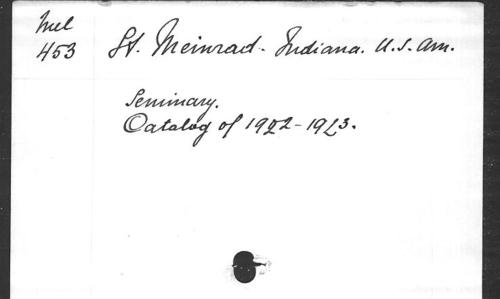 Mel
453
St. Meinrad. Indiana. U.S. Am.
Seminary.
Catalog of 1922-1923.